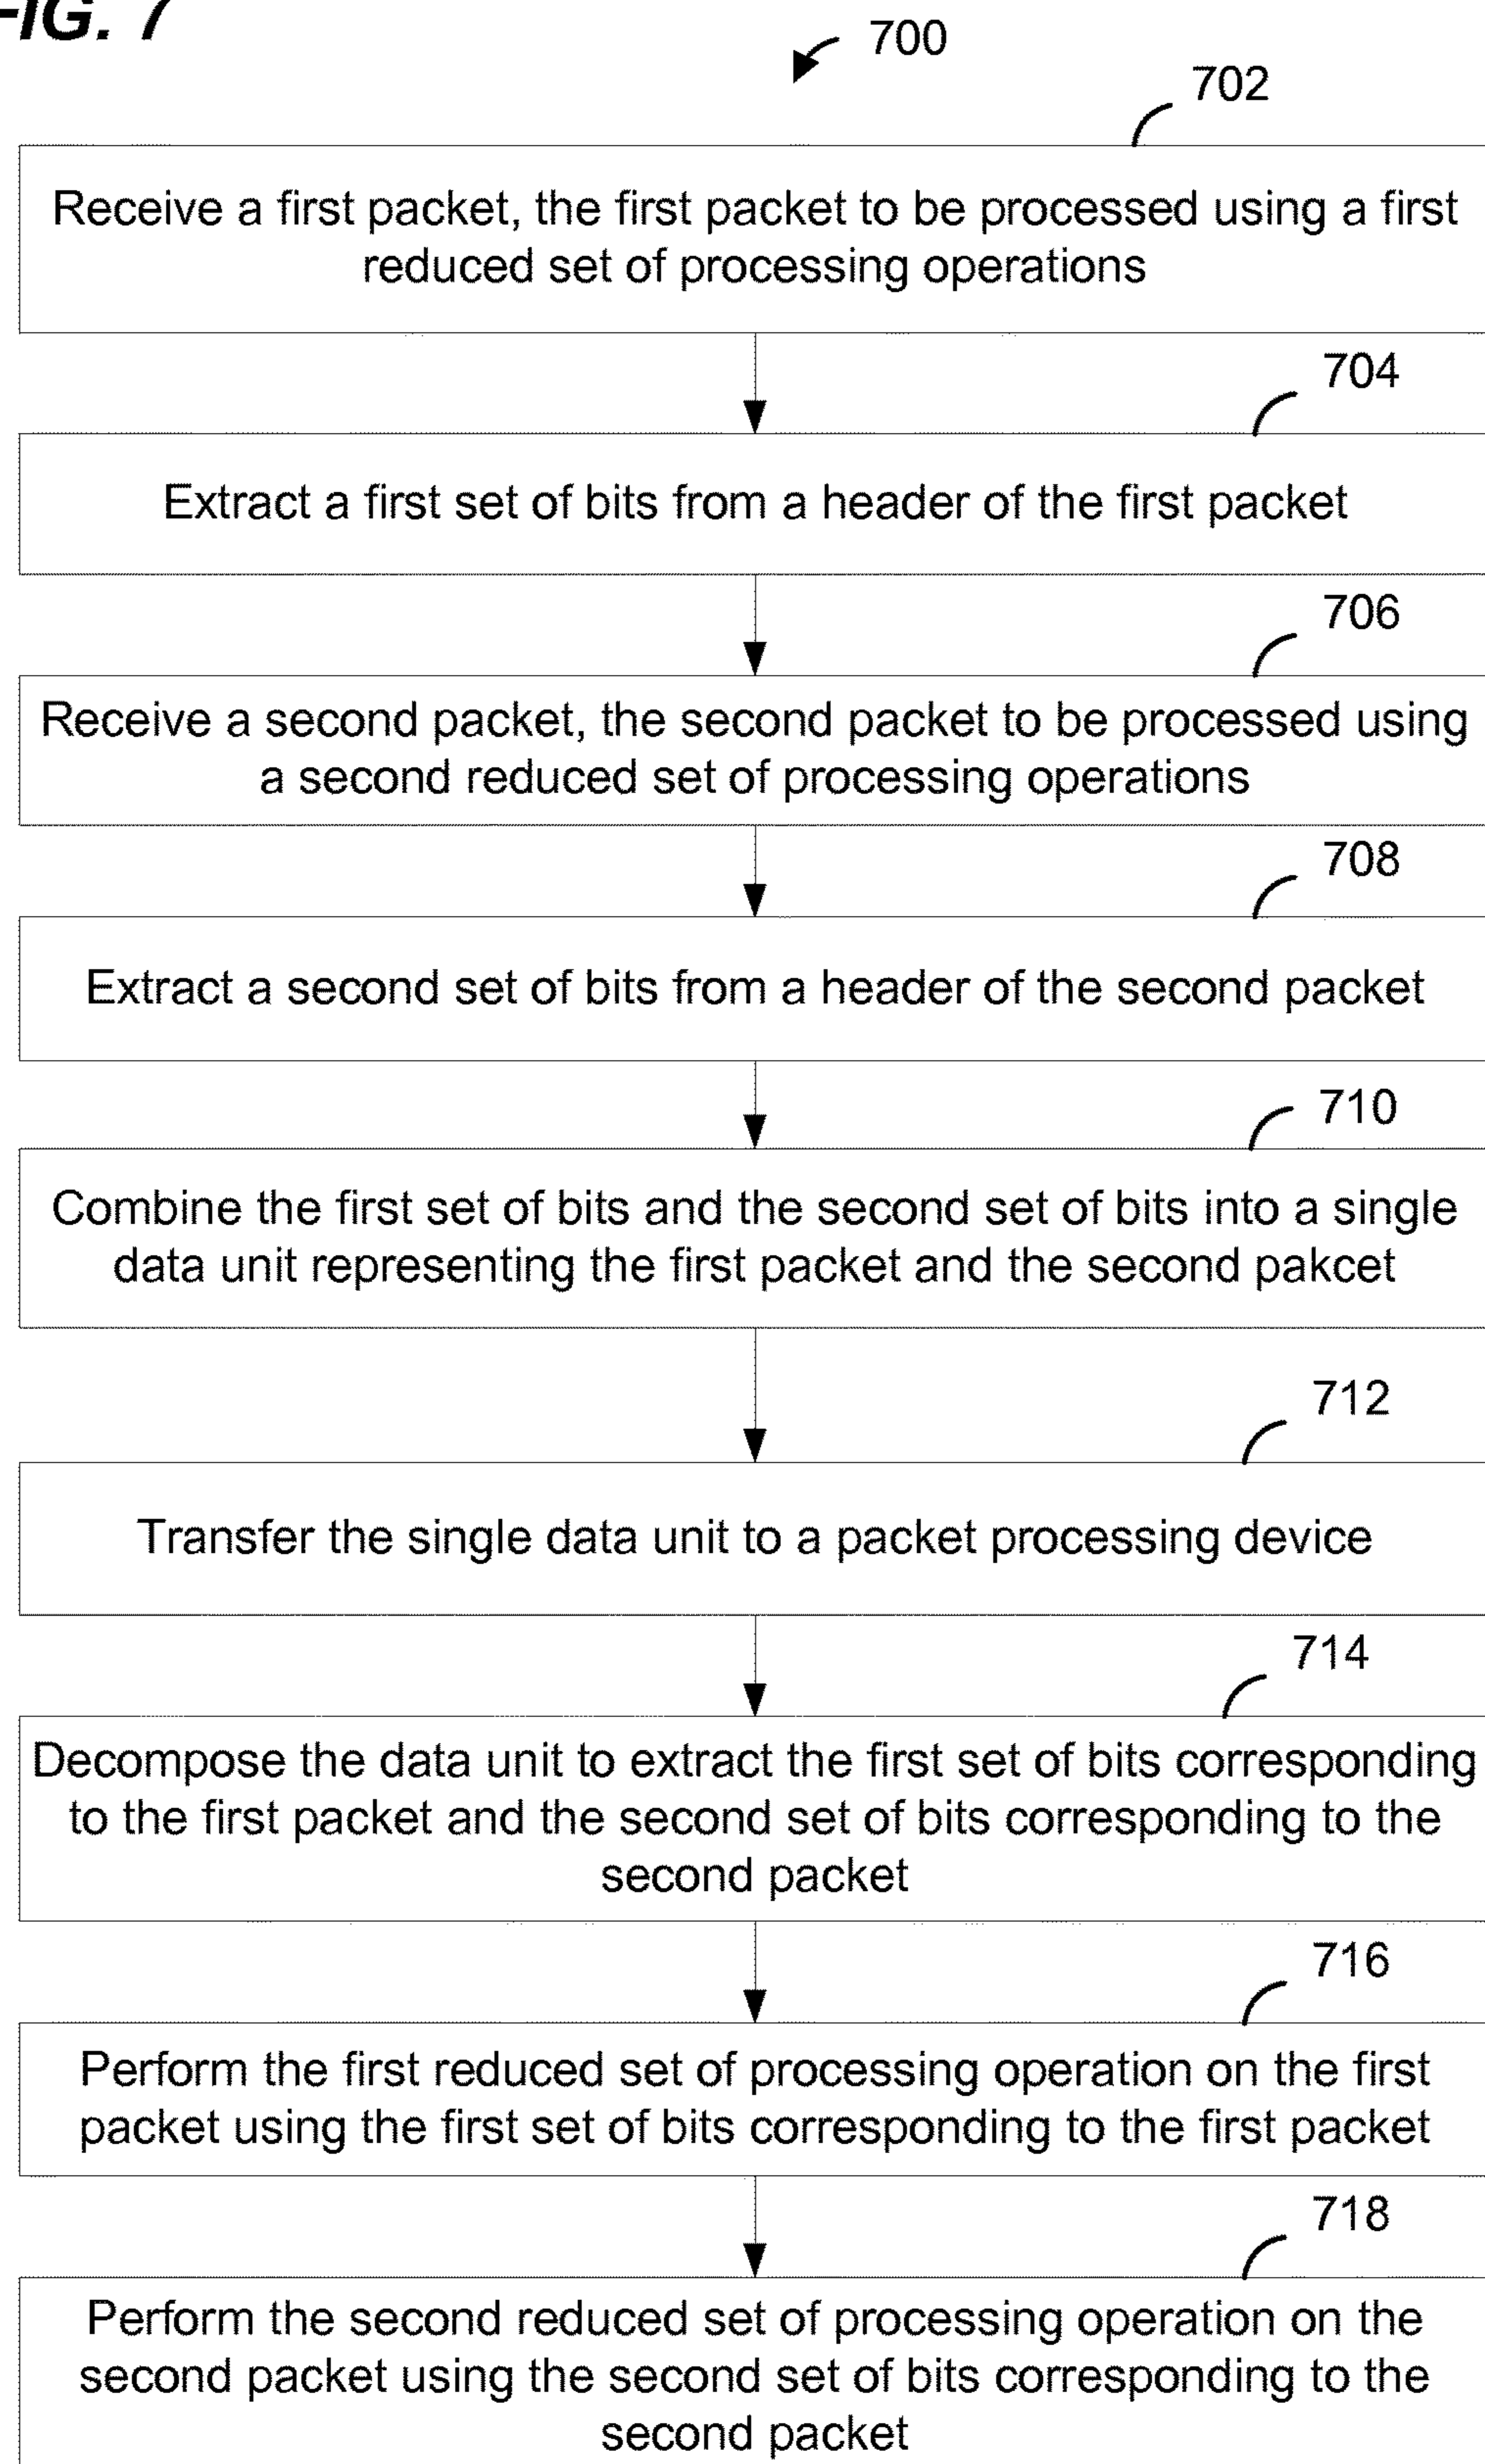 FIG. 7
700
702
Receive a first packet, the first packet to be processed using a first
reduced set of processing operations
704
Extract a first set of bits from a header of the first packet
706
Receive a second packet, the second packet to be processed using
a second reduced set of processing operations
708
Extract a second set of bits from a header of the second packet
710
Combine the first set of bits and the second set of bits into a single
data unit representing the first packet and the second pakcet
712
Transfer the single data unit to a packet processing device
714
Decompose the data unit to extract the first set of bits corresponding
to the first packet and the second set of bits corresponding to the
second packet
716
Perform the first reduced set of processing operation on the first
packet using the first set of bits corresponding to the first packet
718
Perform the second reduced set of processing operation on the
second packet using the second set of bits corresponding to the
second packet